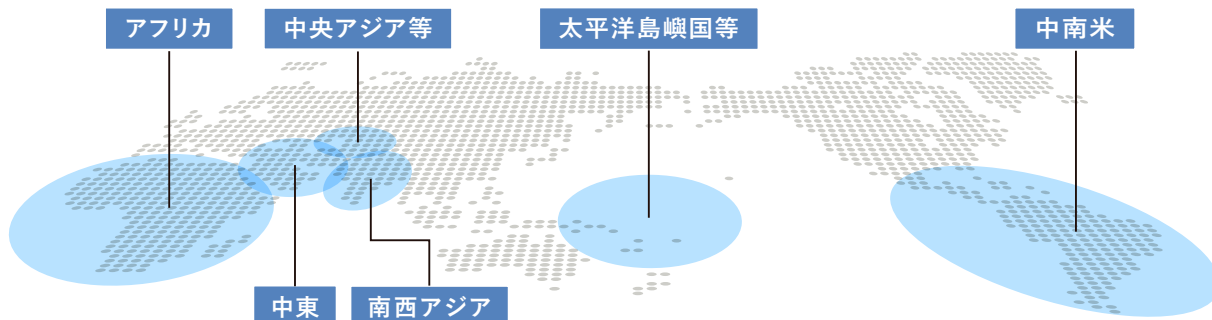 アフリカ
中央アジア等
太平洋島嶼国等
中南米
中東
南西アジア